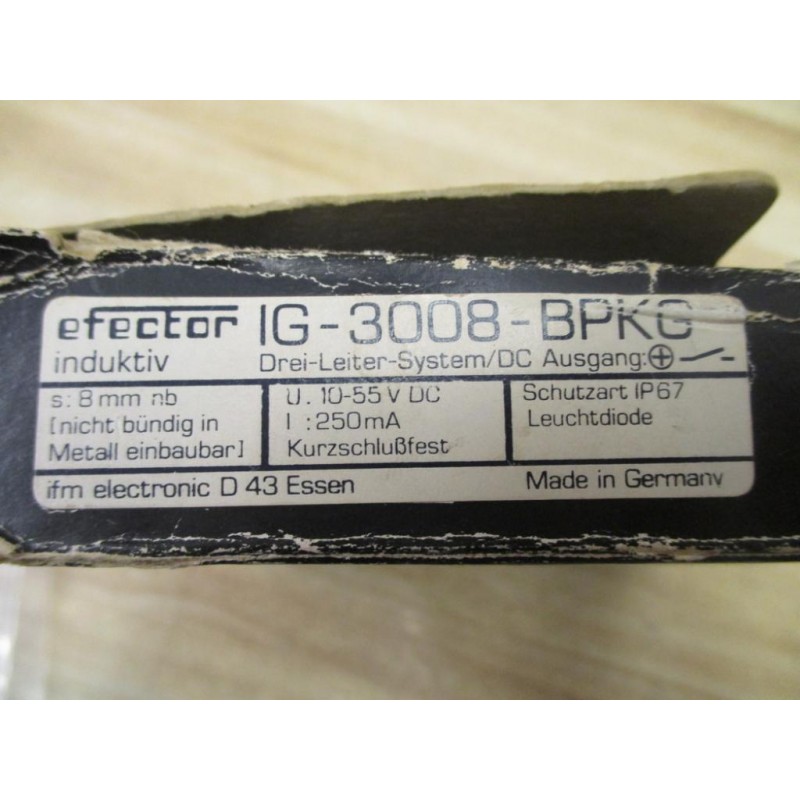 efector IG-3008-BPKG
induktiv Drei-Leiter-System/DC Ausgang:
s: 8 mm nb
[nicht bündig in
Metall einbaubar]
U. 10-55 V DC
I : 250mA
Kurzschlußfest
Schutzart IP67
Leuchtdiode
ifm electronic D 43 Essen Made in Germany